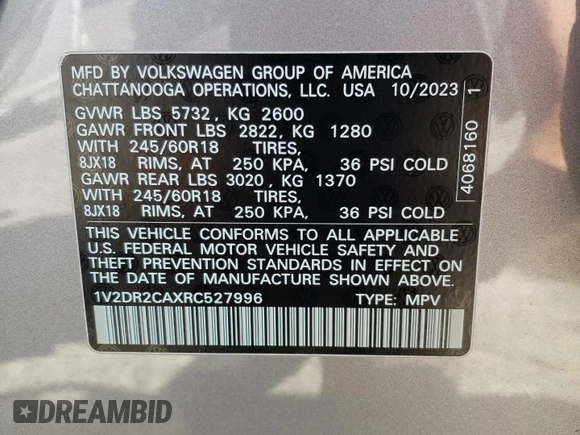 MFD BY VOLKSWAGEN GROUP OF AMERICA
CHATTANOOGA OPERATIONS, LLC. USA 10/2023
GVWR LBS 5732, KG 2600
GAWR FRONT LBS 2822, KG 1280
WITH 245/60R18 TIRES,
8JX18 RIMS, AT 250 KPA, 36 PSI COLD
GAWR REAR LBS 3020, KG 1370
WITH 245/60R18 TIRES,
8JX18 RIMS, AT 250 KPA, 36 PSI COLD
THIS VEHICLE CONFORMS TO ALL APPLICABLE
U.S. FEDERAL MOTOR VEHICLE SAFETY AND
THEFT PREVENTION STANDARDS IN EFFECT ON
THE DATE OF MANUFACTURE SHOWN ABOVE.
1V2DR2CAXRC527996 TYPE: MPV
4068160 1
DREAMBID